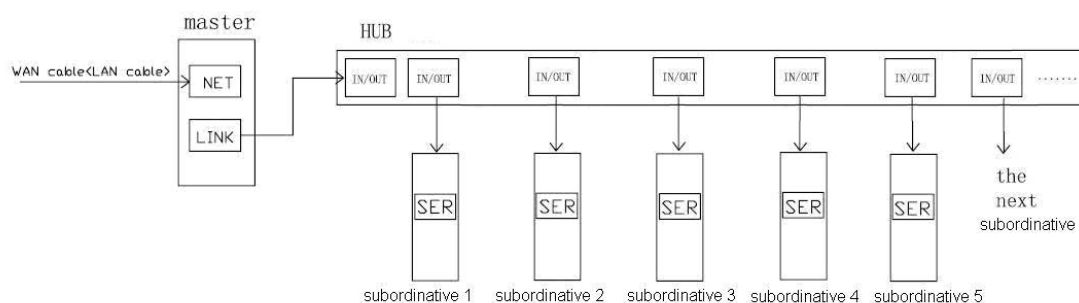 master
HUB
WAN cable<LAN cable>
NET
LINK
IN/OUT
IN/OUT
IN/OUT
IN/OUT
IN/OUT
IN/OUT
IN/OUT
.......
SER
SER
SER
SER
SER
the
next
subordinative
subordinative 1
subordinative 2
subordinative 3
subordinative 4
subordinative 5